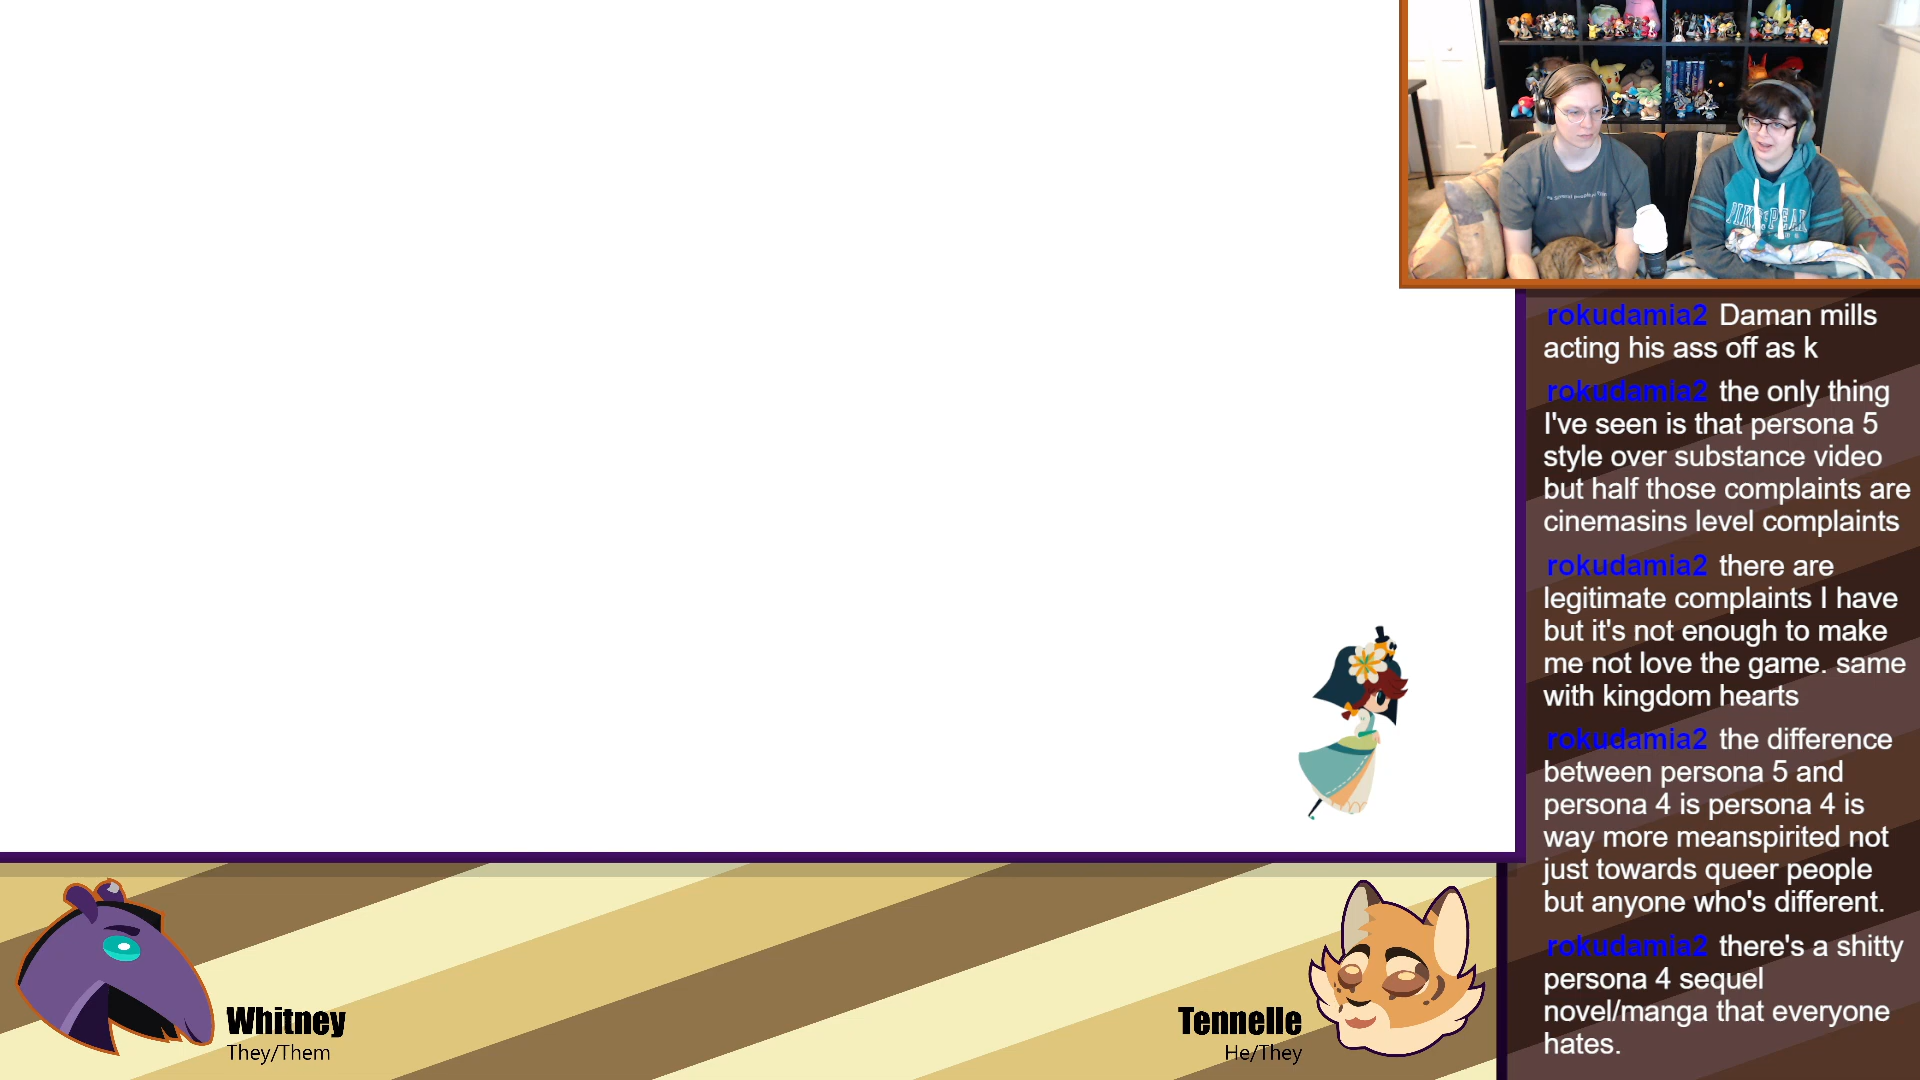 rokudamia2 Daman mills
acting his ass off as k
rokudamia2 the only thing
I've seen is that persona 5
style over substance video
but half those complaints are
cinemasins level complaints
rokudamia2 there are
legitimate complaints I have
but it's not enough to make
me not love the game. same
with kingdom hearts
rokudamia2 the difference
between persona 5 and
persona 4 is persona 4 is
way more meanspirited not
just towards queer people
but anyone who's different.
rokudamia2 there's a shitty
persona 4 sequel
novel/manga that everyone
hates.
Whitney
They/Them
Tennelle
He/They